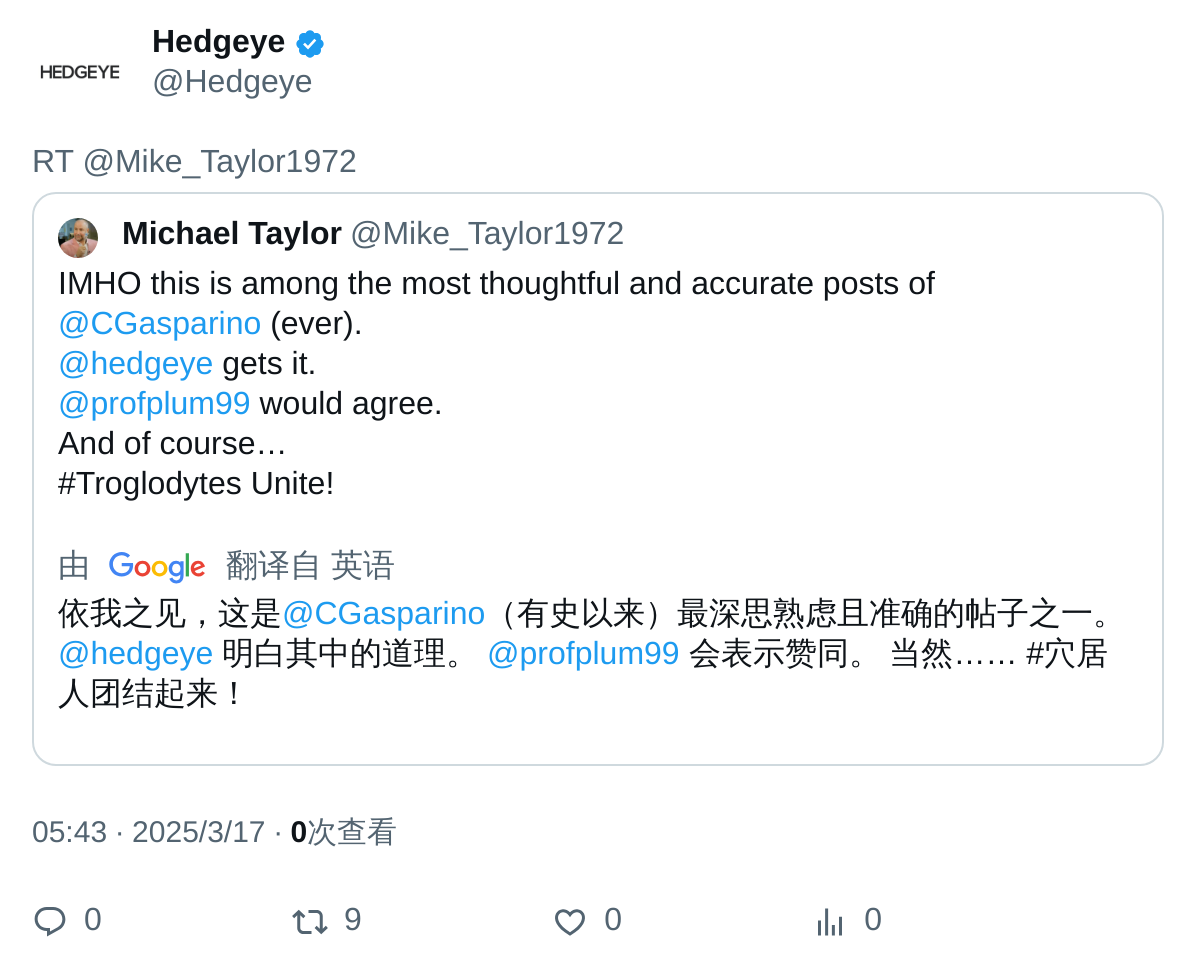 Hedgeye
HEDGEYE
@Hedgeye
RT @Mike_Taylor1972
Michael Taylor @Mike_Taylor1972
IMHO this is among the most thoughtful and accurate posts of
@CGasparino (ever).
@hedgeye gets it.
@profplum99 would agree.
And of course…
#Troglodytes Unite!
由 Google 翻译自 英语
依我之见，这是@CGasparino（有史以来）最深思熟虑且准确的帖子之一。
@hedgeye 明白其中的道理。 @profplum99 会表示赞同。 当然…… #穴居
人团结起来！
05:43 · 2025/3/17 · 0次查看
0 9 0 0